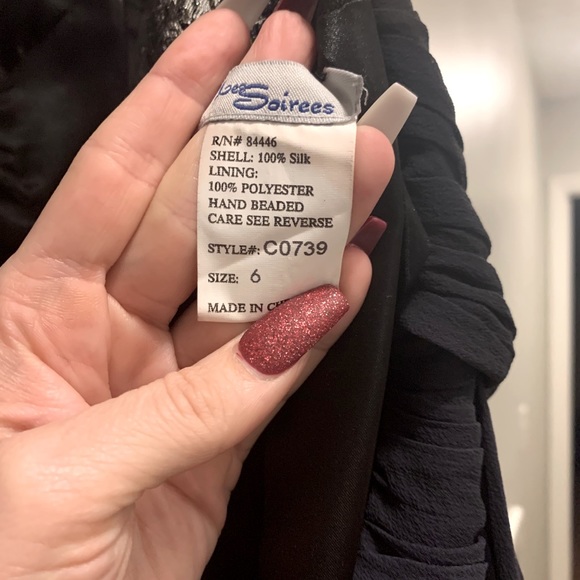 Les Soirees
R/N# 84446
SHELL: 100% Silk
LINING:
100% POLYESTER
HAND BEADED
CARE SEE REVERSE
STYLE#: C0739
SIZE: 6
MADE IN